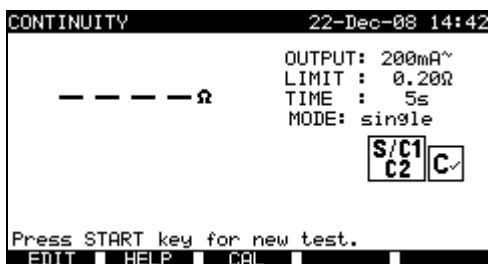 CONTINUITY 22-Dec-08 14:42
OUTPUT: 200mA~
LIMIT : 0.20Ω
TIME : 5s
MODE: single
– – – – Ω
S/C1
C2
C✓
Press START key for new test.
EDIT HELP CAL